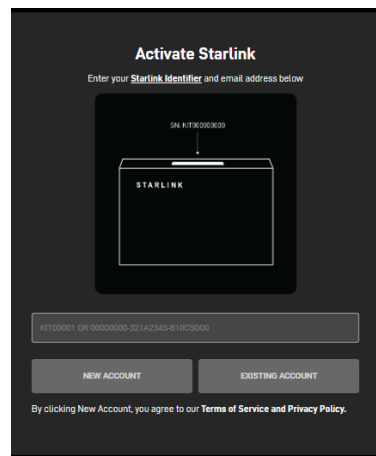 Activate Starlink
Enter your Starlink Identifier and email address below
SN: KIT000000000
STARLINK
KIT00001 OR 00000000-321A2345-B10C5D00
NEW ACCOUNT
EXISTING ACCOUNT
By clicking New Account, you agree to our Terms of Service and Privacy Policy.